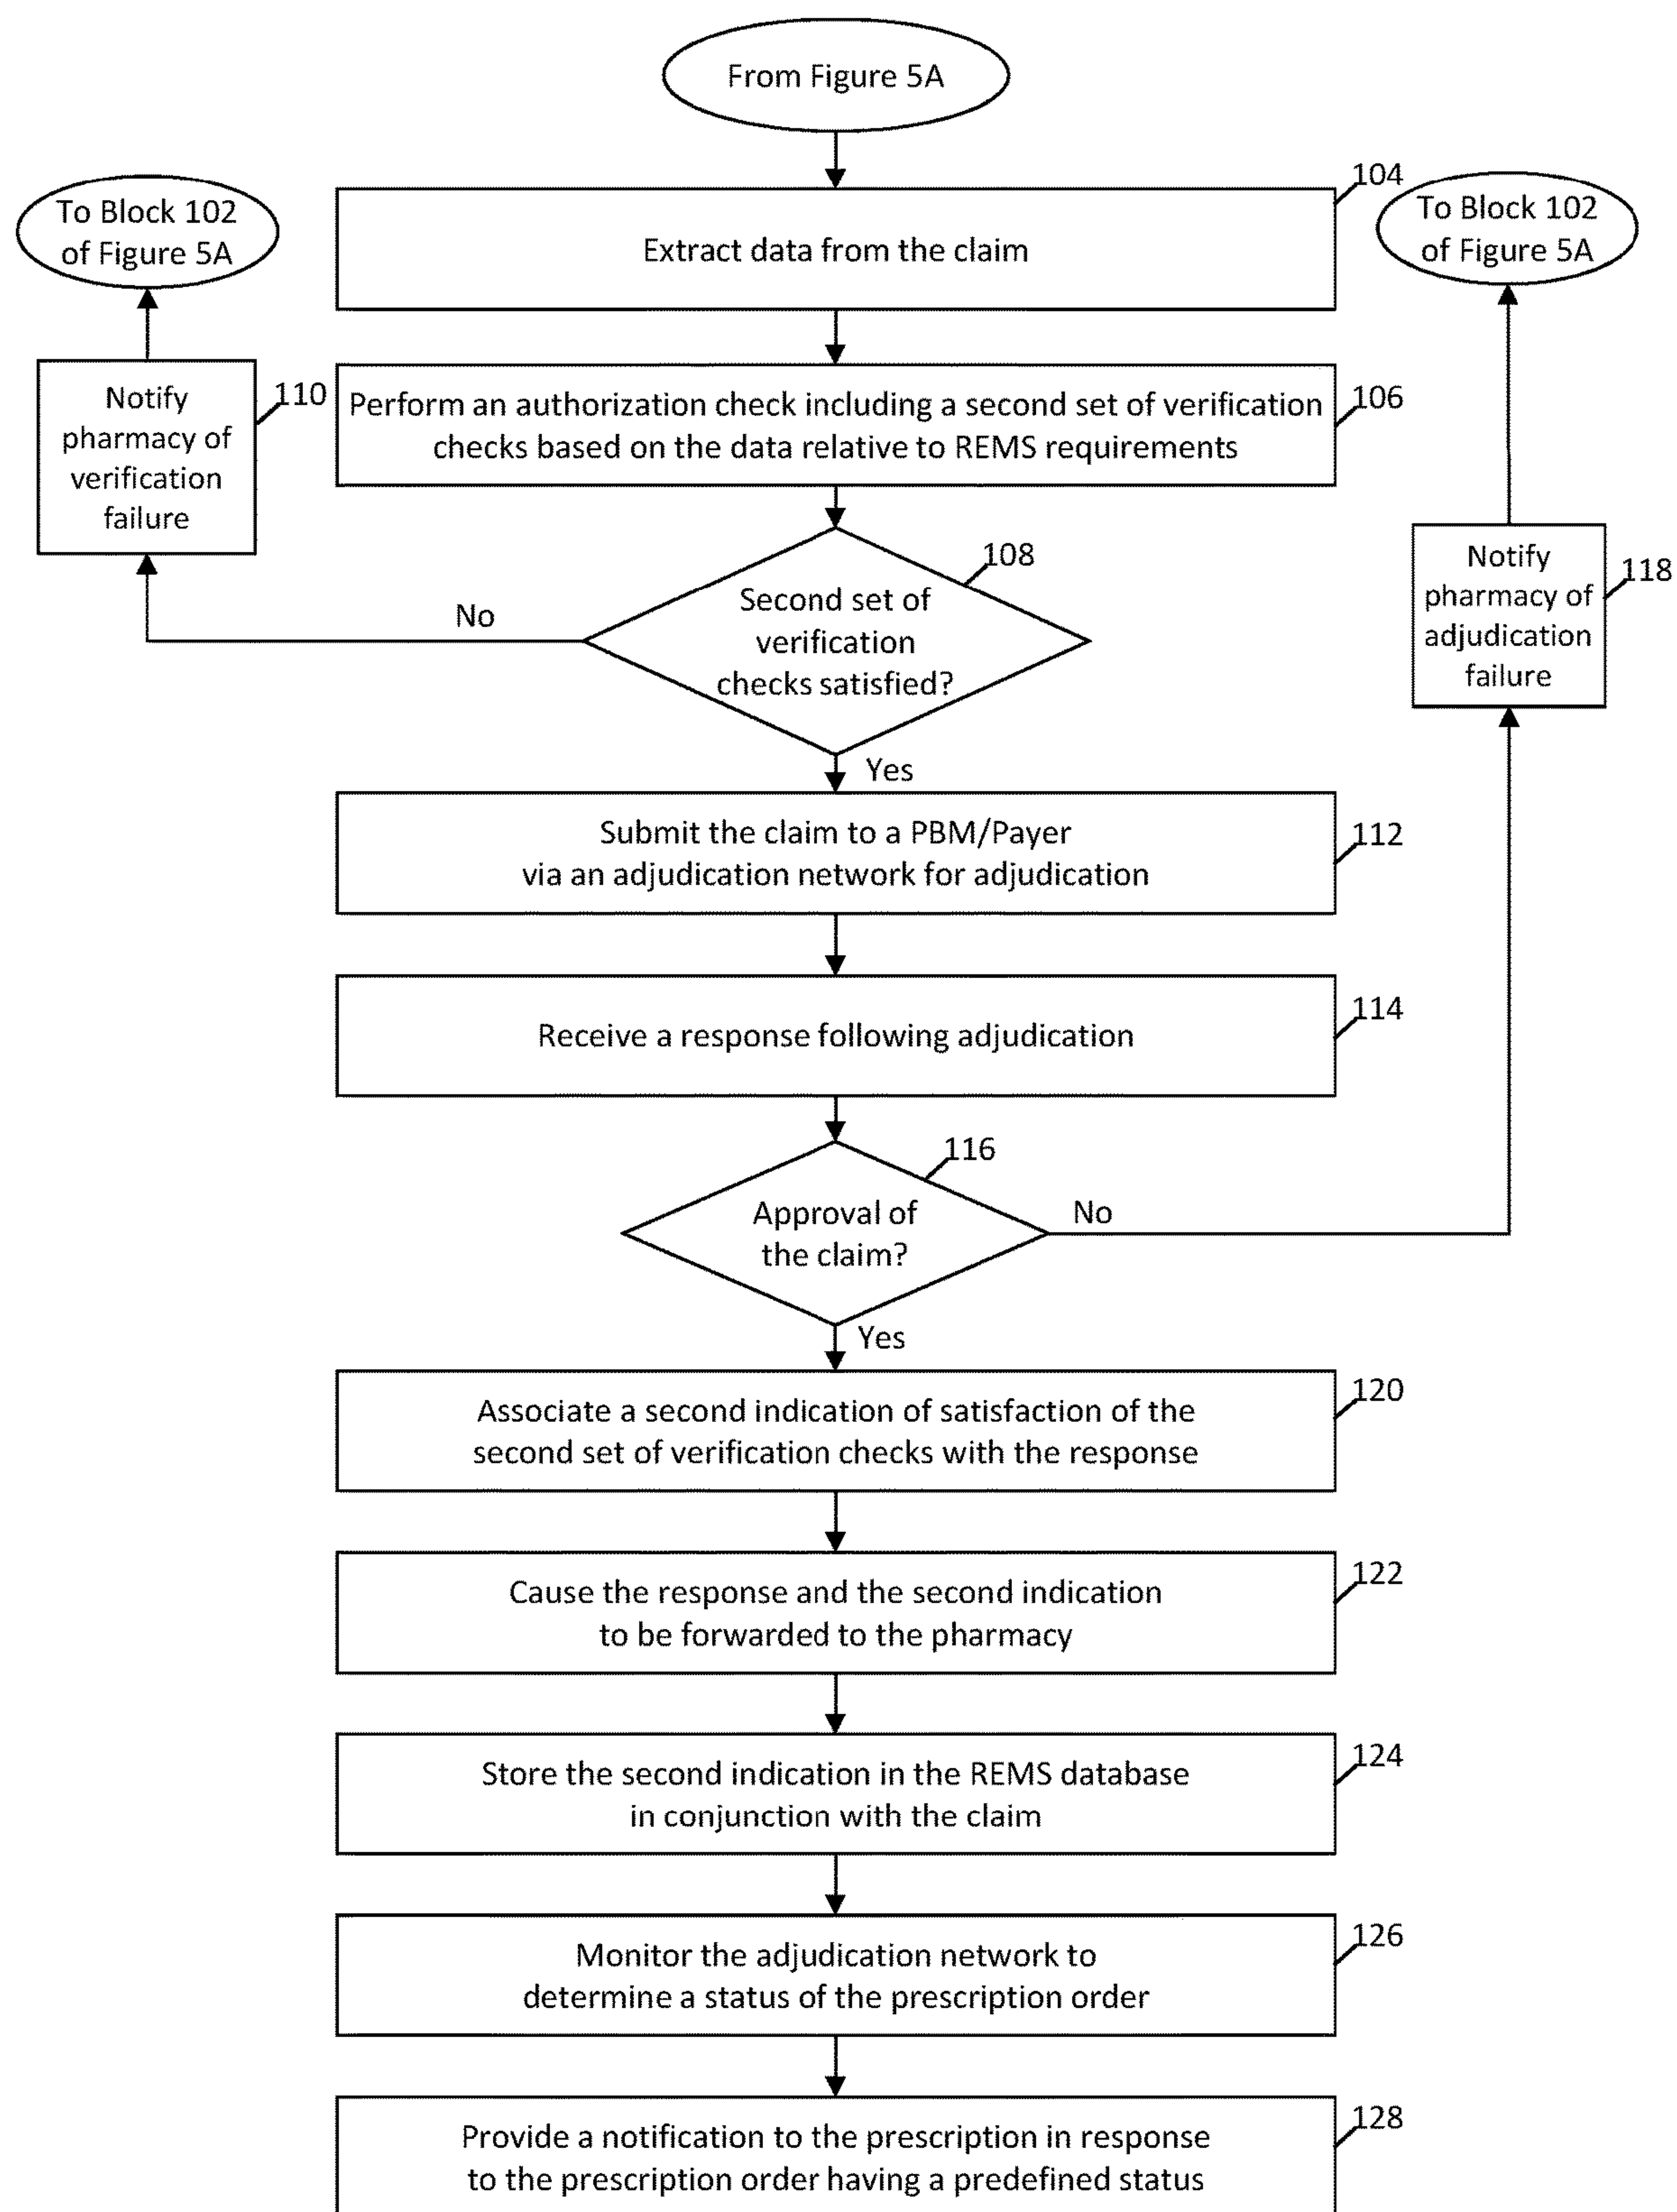 From Figure 5A
104
To Block 102
of Figure 5A
Extract data from the claim
To Block 102
of Figure 5A
Notify
pharmacy of
verification
failure
110
Perform an authorization check including a second set of verification
checks based on the data relative to REMS requirements
106
108
Second set of
verification
checks satisfied?
No
Yes
Notify
pharmacy of
adjudication
failure
118
Submit the claim to a PBM/Payer
via an adjudication network for adjudication
112
Receive a response following adjudication
114
116
Approval of
the claim?
No
Yes
Associate a second indication of satisfaction of the
second set of verification checks with the response
120
Cause the response and the second indication
to be forwarded to the pharmacy
122
Store the second indication in the REMS database
in conjunction with the claim
124
Monitor the adjudication network to
determine a status of the prescription order
126
Provide a notification to the prescription in response
to the prescription order having a predefined status
128